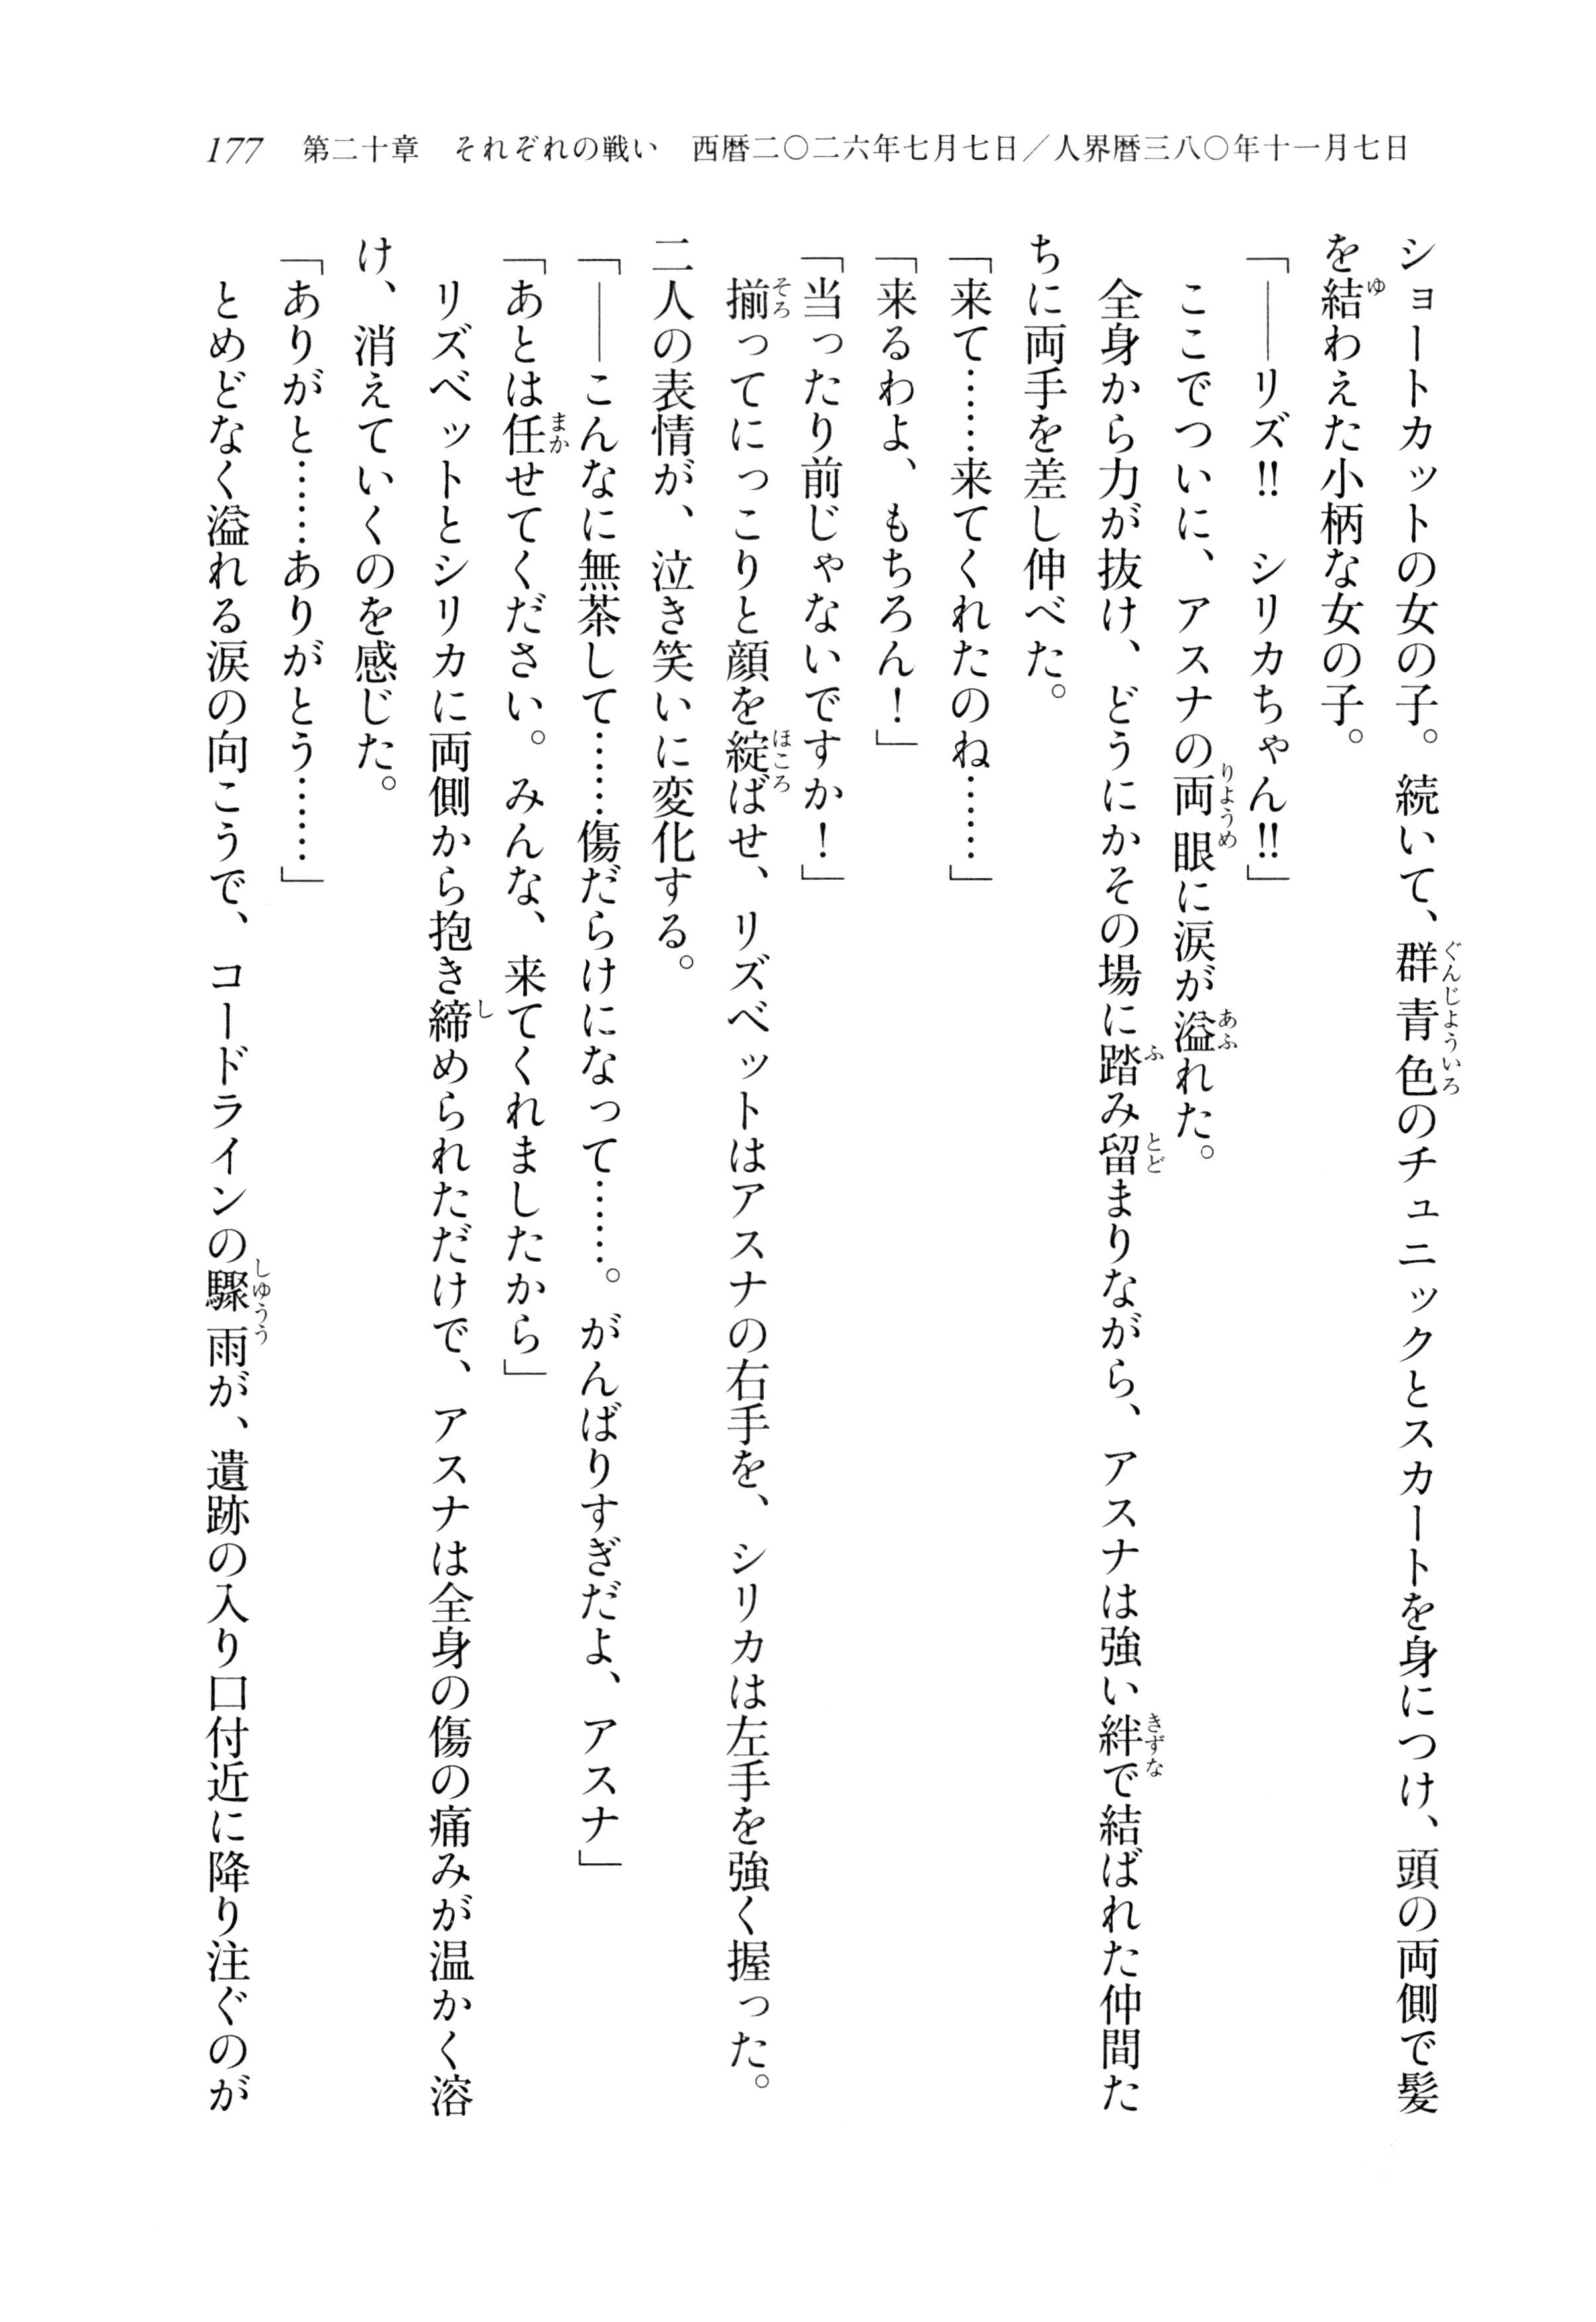 177　第二十章　それぞれの戦い　西暦二〇二六年七月七日／人界暦三八〇年十一月七日
ショートカットの女の子。続いて、群青色のチュニックとスカートを身につけ、頭の両側で髪
を結わえた小柄な女の子。
「――リズ!!　シリカちゃん!!」
　ここでついに、アスナの両眼に涙が溢れた。
　全身から力が抜け、どうにかその場に踏み留まりながら、アスナは強い絆で結ばれた仲間た
ちに両手を差し伸べた。
「来て……来てくれたのね……」
「来るわよ、もちろん！」
「当ったり前じゃないですか！」
　揃ってにっこりと顔を綻ばせ、リズベットはアスナの右手を、シリカは左手を強く握った。
二人の表情が、泣き笑いに変化する。
「――こんなに無茶して……傷だらけになって……。がんばりすぎだよ、アスナ」
「あとは任せてください。みんな、来てくれましたから」
　リズベットとシリカに両側から抱き締められただけで、アスナは全身の傷の痛みが温かく溶
け、消えていくのを感じた。
「ありがと……ありがとう……」
　とめどなく溢れる涙の向こうで、コードラインの驟雨が、遺跡の入り口付近に降り注ぐのが